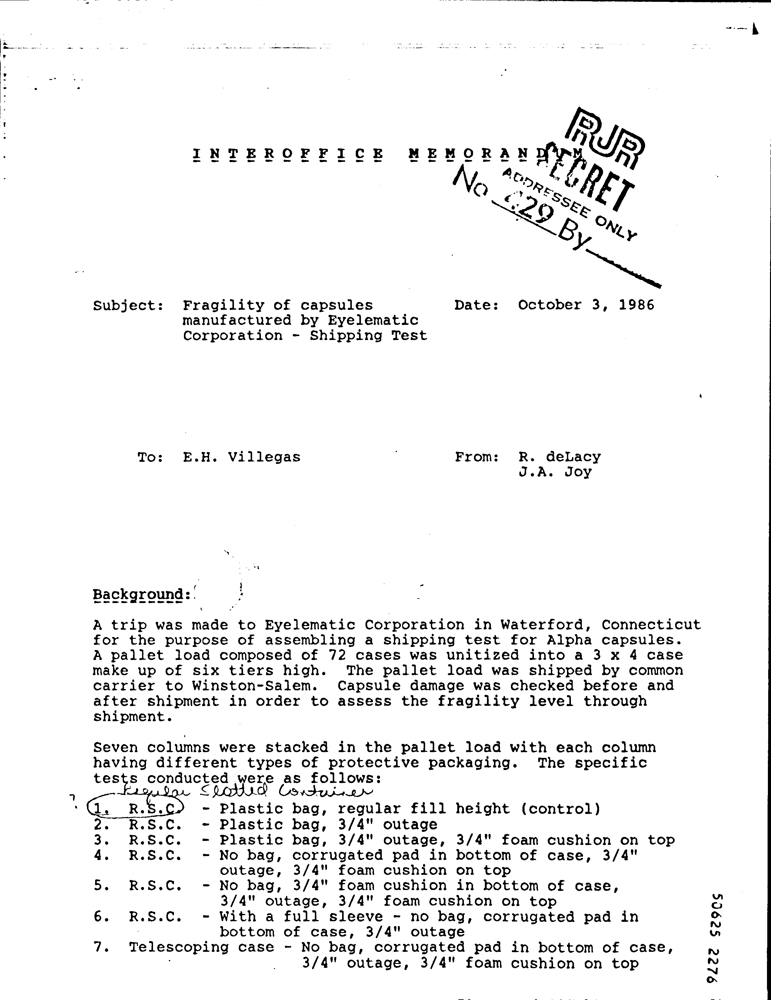 INTEROFFICE MEMORANDUM
RJR
SECRET
ADDRESSEE ONLY
No 429 By
Subject: Fragility of capsules
manufactured by Eyelematic
Corporation - Shipping Test
Date: October 3, 1986
To: E.H. Villegas
From: R. deLacy
J.A. Joy
Background:
A trip was made to Eyelematic Corporation in Waterford, Connecticut
for the purpose of assembling a shipping test for Alpha capsules.
A pallet load composed of 72 cases was unitized into a 3 x 4 case
make up of six tiers high. The pallet load was shipped by common
carrier to Winston-Salem. Capsule damage was checked before and
after shipment in order to assess the fragility level through
shipment.
Seven columns were stacked in the pallet load with each column
having different types of protective packaging. The specific
tests conducted were as follows:
Regular Slotted Container
? 1. R.S.C. - Plastic bag, regular fill height (control)
2. R.S.C. - Plastic bag, 3/4" outage
3. R.S.C. - Plastic bag, 3/4" outage, 3/4" foam cushion on top
4. R.S.C. - No bag, corrugated pad in bottom of case, 3/4"
outage, 3/4" foam cushion on top
5. R.S.C. - No bag, 3/4" foam cushion in bottom of case,
3/4" outage, 3/4" foam cushion on top
6. R.S.C. - With a full sleeve - no bag, corrugated pad in
bottom of case, 3/4" outage
7. Telescoping case - No bag, corrugated pad in bottom of case,
3/4" outage, 3/4" foam cushion on top
50625 2276